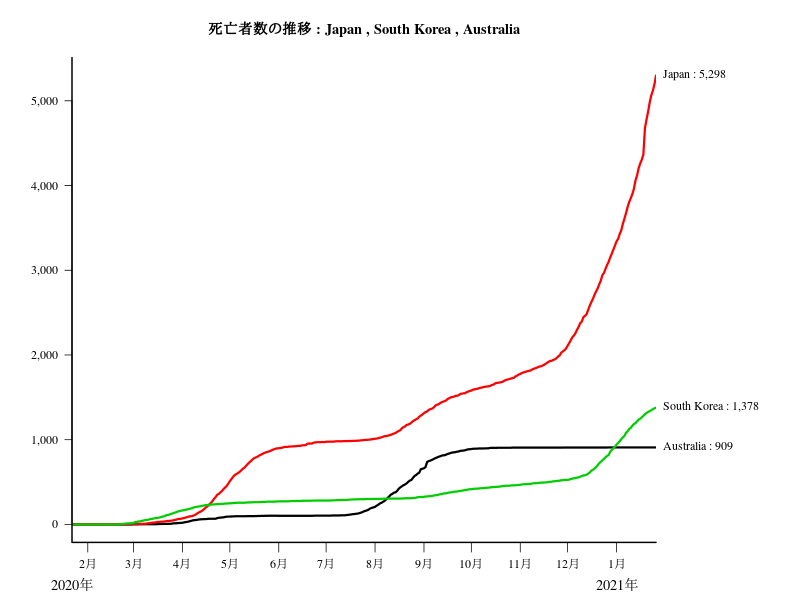 死亡者数の推移 : Japan , South Korea , Australia
Japan : 5,298
5,000
4,000
3,000
2,000
South Korea : 1,378
1,000
Australia : 909
0
2月 3月 4月 5月 6月 7月 8月 9月 10月 11月 12月 1月
2020年 2021年